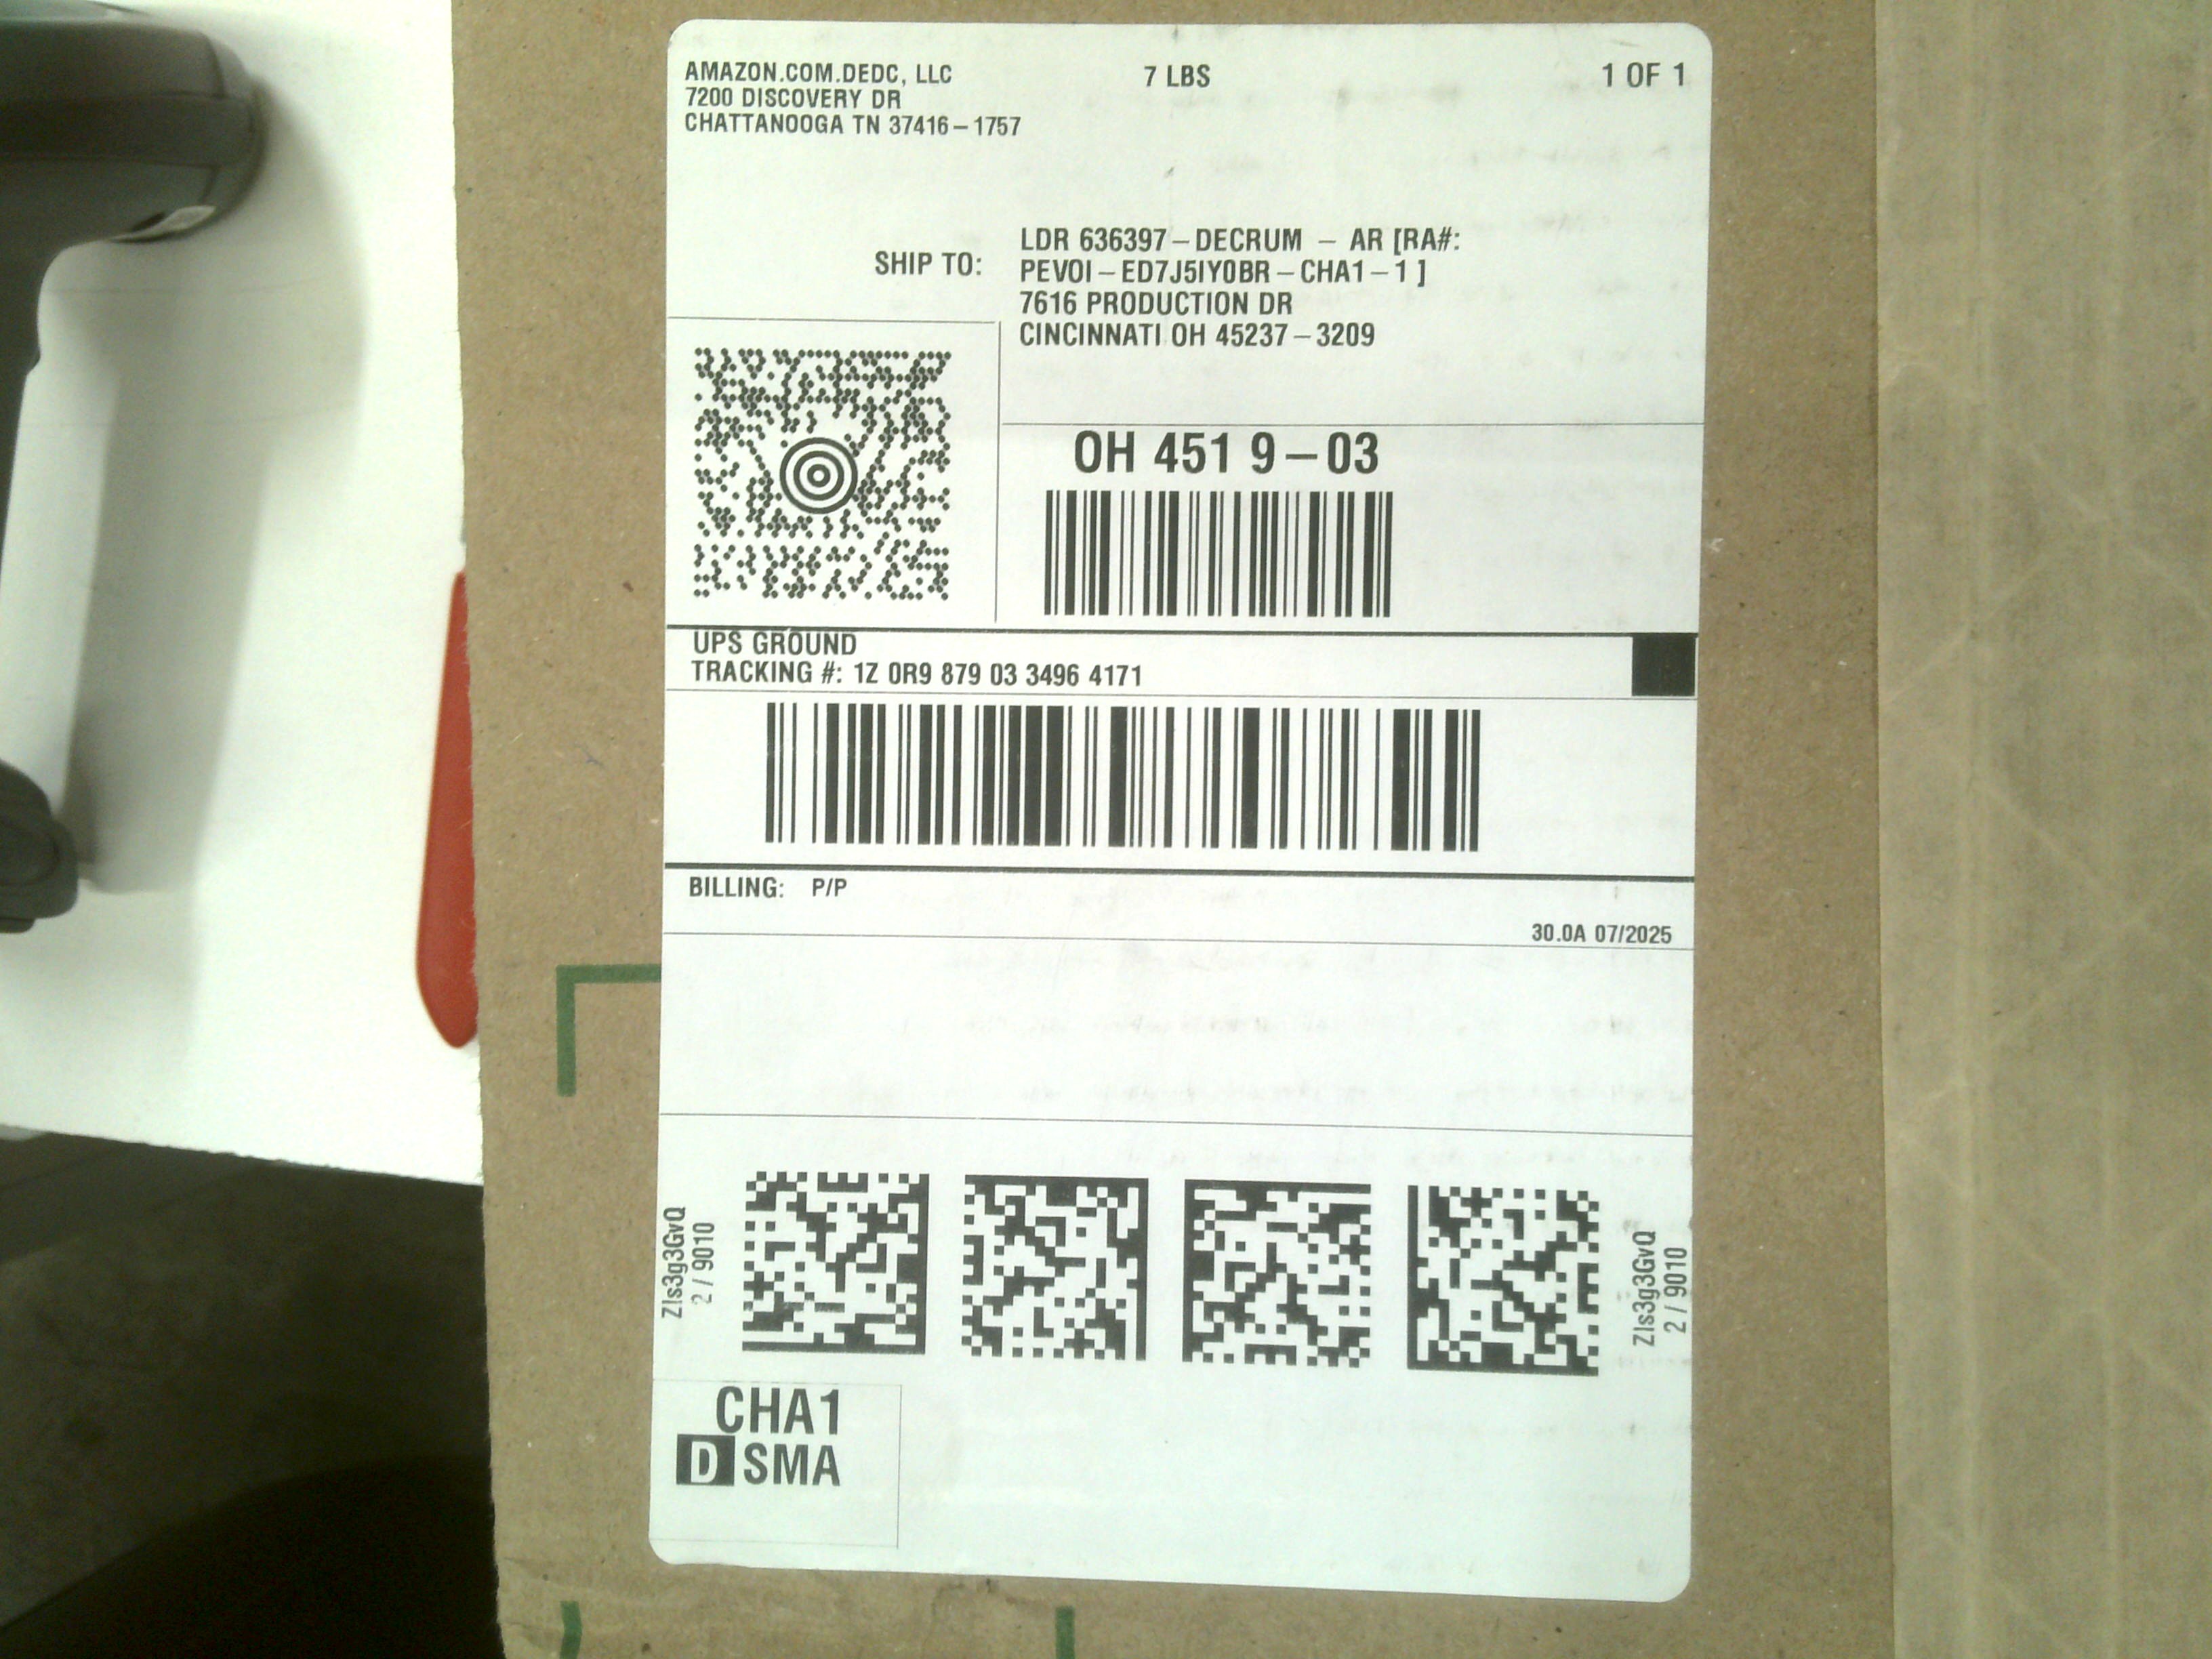 AMAZON.COM.DEDC, LLC
7 LBS
1 OF 1
7200 DISCOVERY DR
CHATTANOOGA TN 37416-1757
SHIP TO:
LDR 636397-DECRUM - AR [RA#:
PEVOI-ED7J5IY0BR-CHA1-1 ]
7616 PRODUCTION DR
CINCINNATI OH 45237-3209
OH 451 9-03
UPS GROUND
TRACKING #: 1Z 0R9 879 03 3496 4171
BILLING: P/P
30.0A 07/2025
ZIs3g3GvQ
2 / 9010
ZIs3g3GvQ
2 / 9010
CHA1
D SMA